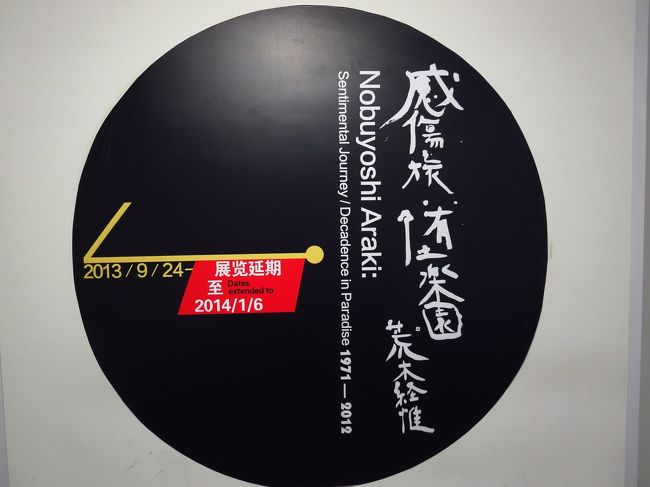 感傷旅・堕楽園
荒木経惟
Nobuyoshi Araki:
Sentimental Journey / Decadence in Paradise 1971 — 2012
2013 / 9 / 24–
展览延期
至 Dates
extended to
2014/1/6